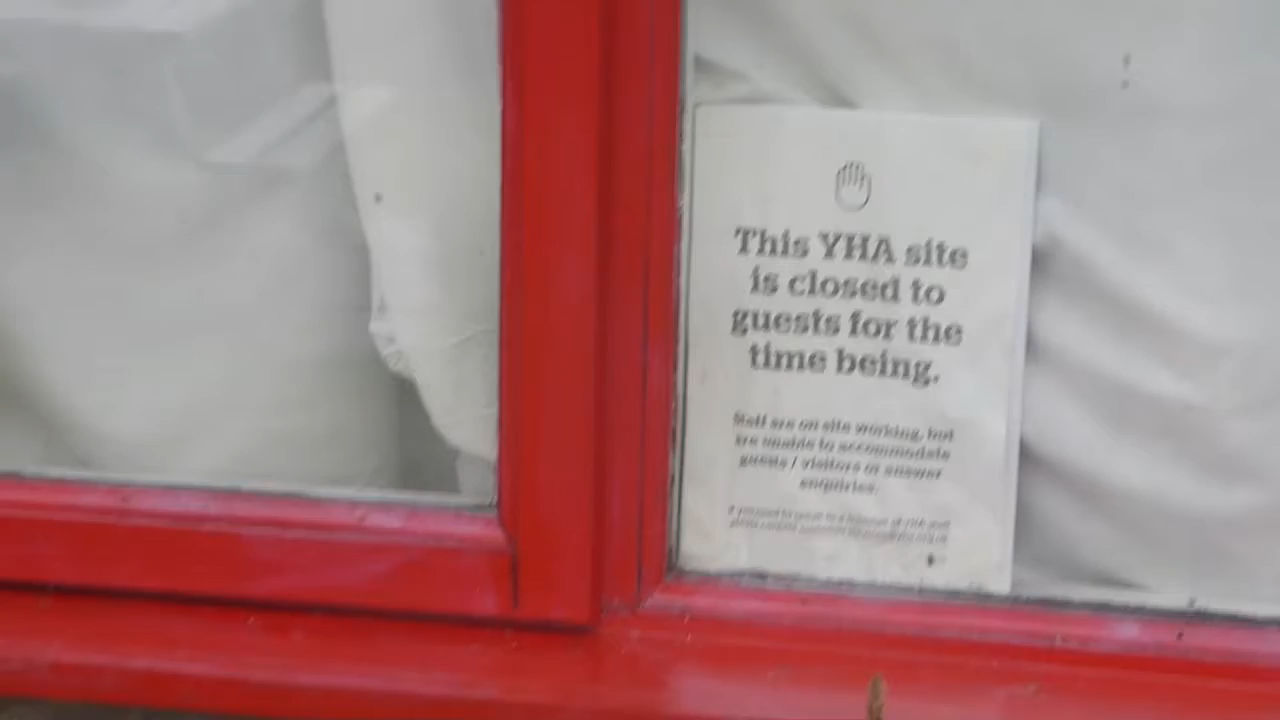 This YHA site
is closed to
guests for the
time being.
Staff are on site working, but
are unable to accommodate
guests / visitors or answer
enquiries.